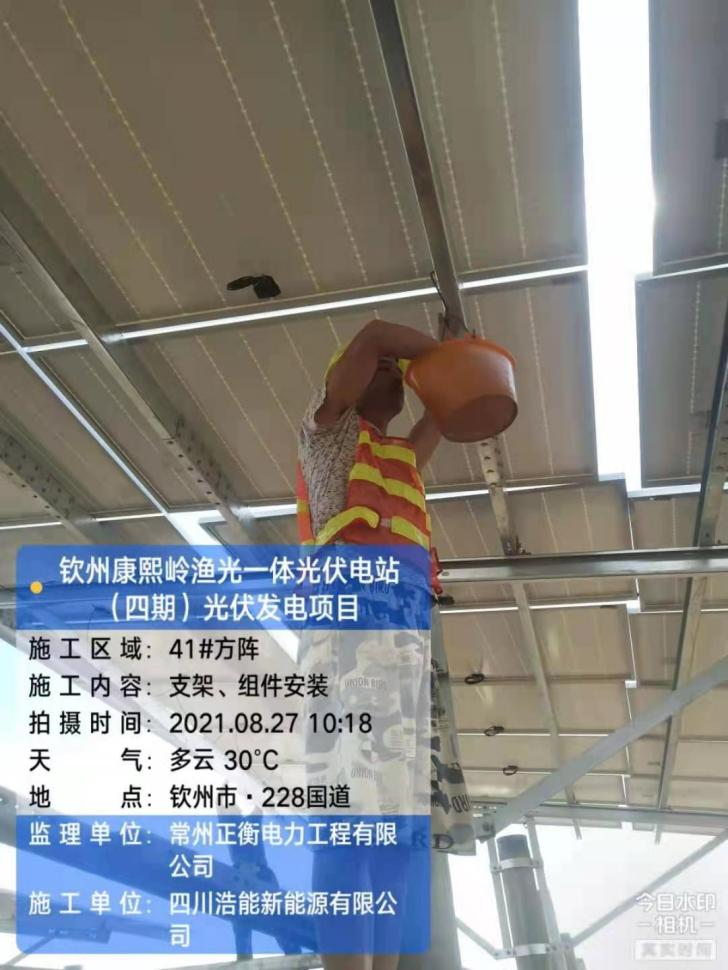 钦州康熙岭渔光一体光伏电站
（四期）光伏发电项目
施工区域：41#方阵
施工内容：支架、组件安装
拍摄时间：2021.08.27 10:18
天气：多云 30°C
地点：钦州市·228国道
监理单位：常州正衡电力工程有限
公司
施工单位：四川浩能新能源有限公
司
RD
今日水印
相机
真实时间